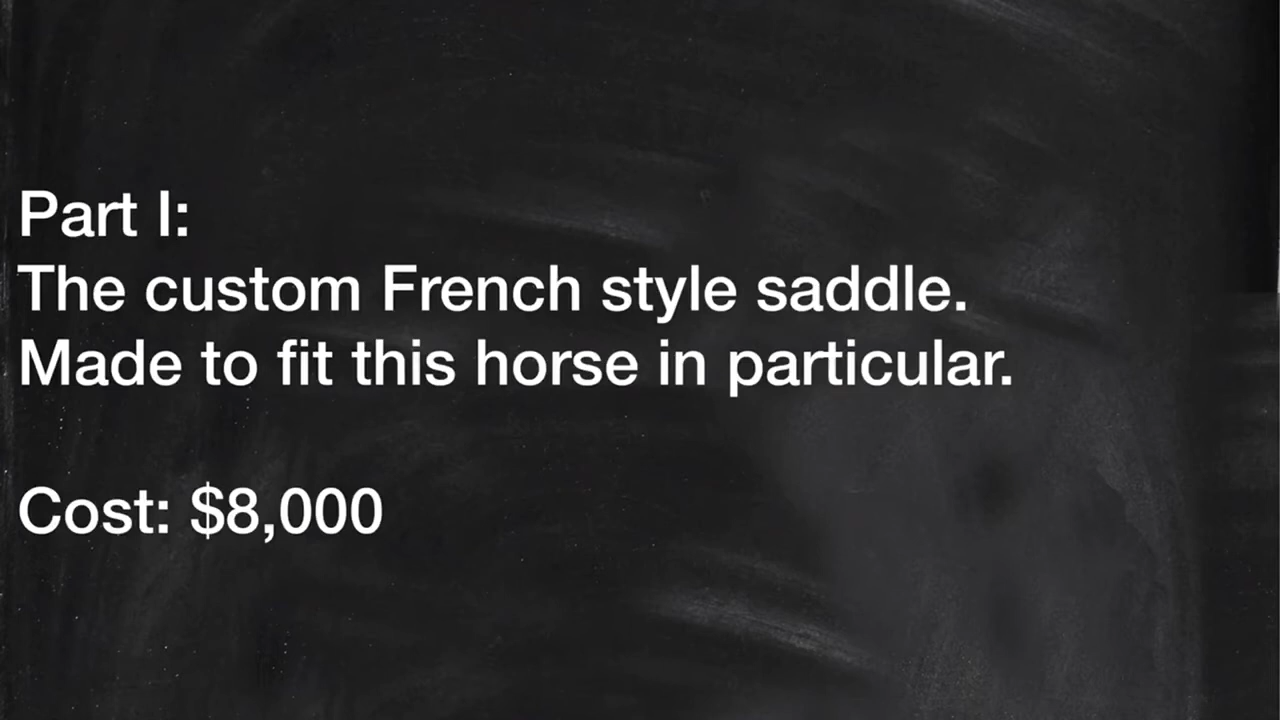 Part I:
The custom French style saddle.
Made to fit this horse in particular.
Cost: $8,000